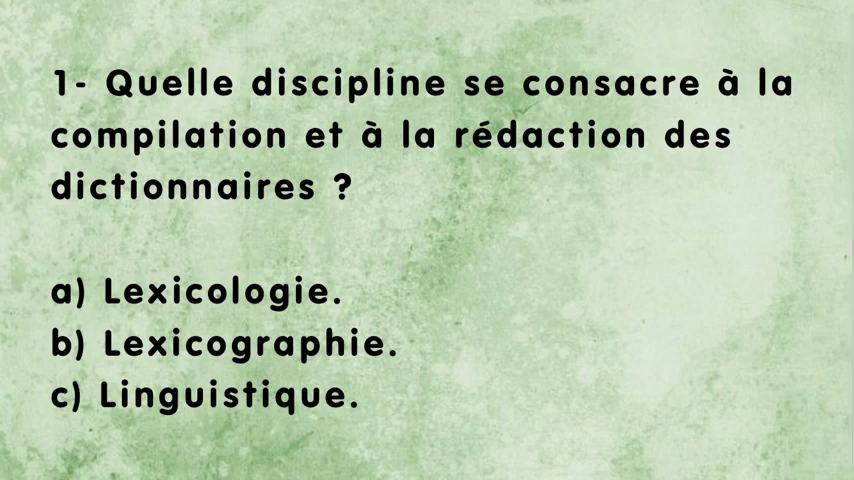 1- Quelle discipline se consacre à la
compilation et à la rédaction des
dictionnaires ?
a) Lexicologie.
b) Lexicographie.
c) Linguistique.